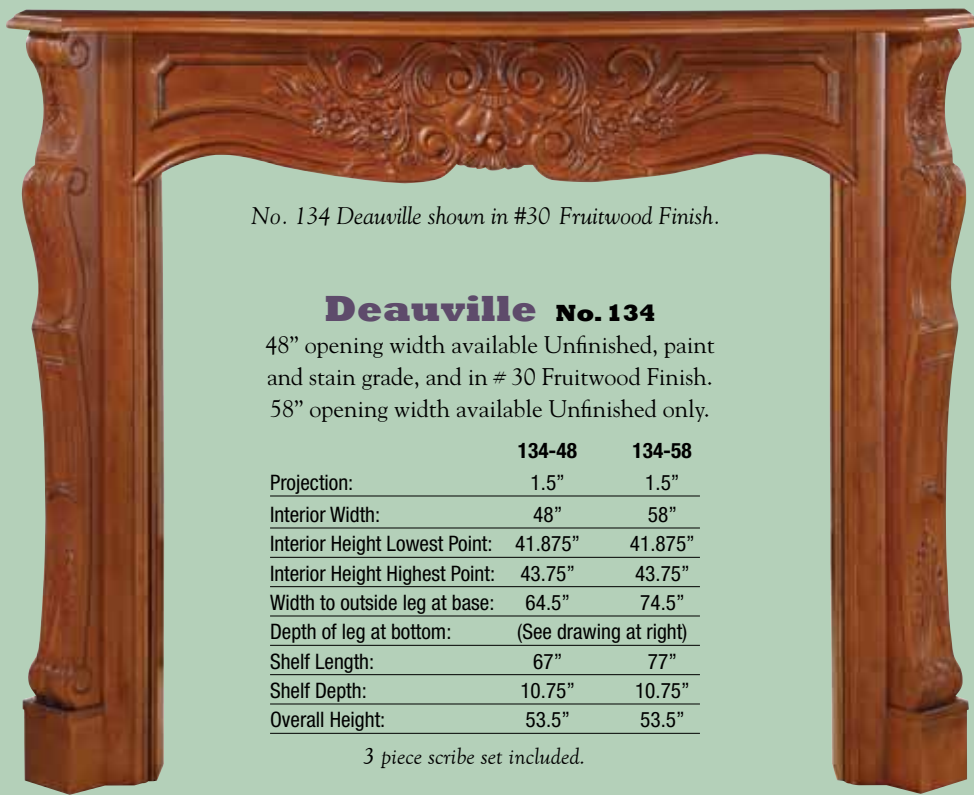 No. 134 Deauville shown in #30 Fruitwood Finish.
Deauville No. 134
48” opening width available Unfinished, paint
and stain grade, and in # 30 Fruitwood Finish.
58” opening width available Unfinished only.
134-48 134-58
Projection: 1.5” 1.5”
Interior Width: 48” 58”
Interior Height Lowest Point: 41.875” 41.875”
Interior Height Highest Point: 43.75” 43.75”
Width to outside leg at base: 64.5” 74.5”
Depth of leg at bottom: (See drawing at right)
Shelf Length: 67” 77”
Shelf Depth: 10.75” 10.75”
Overall Height: 53.5” 53.5”
3 piece scribe set included.